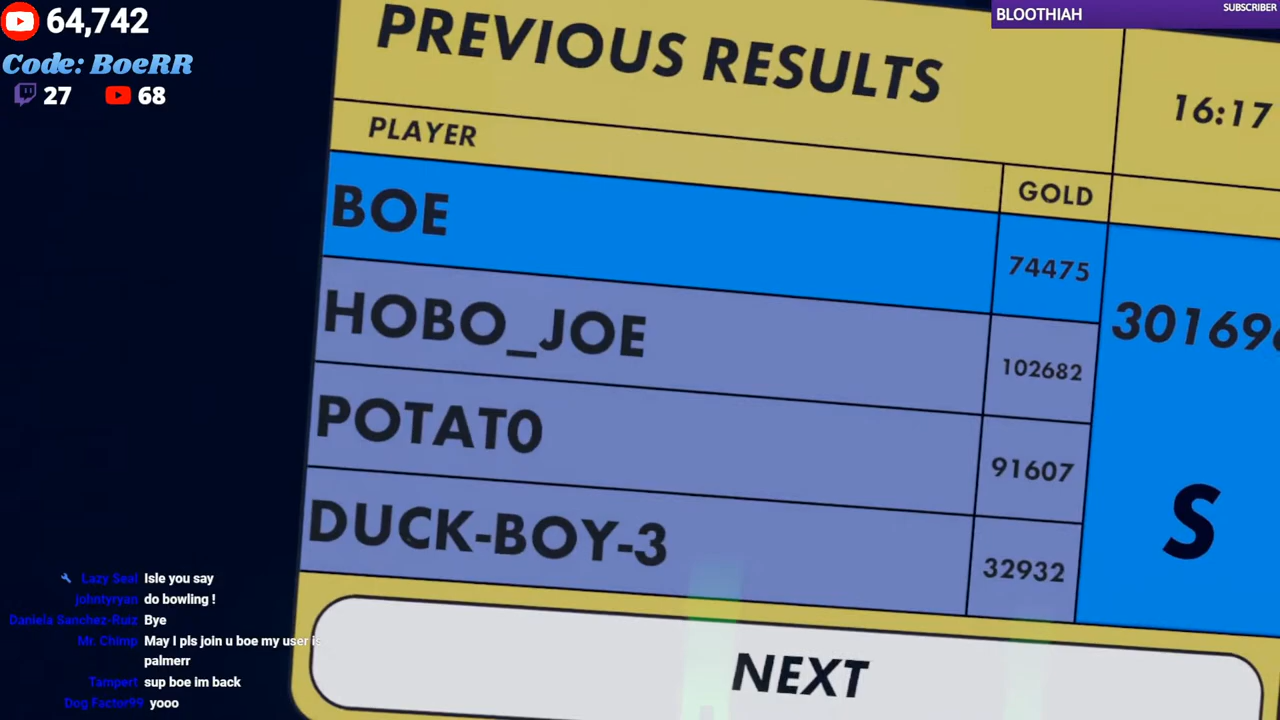 64,742
Code: BoeRR
27 68
BLOOTHIAH
SUBSCRIBER
PREVIOUS RESULTS
16:17
PLAYER
GOLD
BOE
74475
HOBO_JOE
102682
POTAT0
91607
DUCK-BOY-3
32932
30169
S
NEXT
Lazy Seal Isle you say
johntyryan do bowling !
Daniela Sanchez-Ruiz Bye
Mr. Chimp May I pls join u boe my user is
palmerr
Tampert sup boe im back
Dog Factor99 yooo